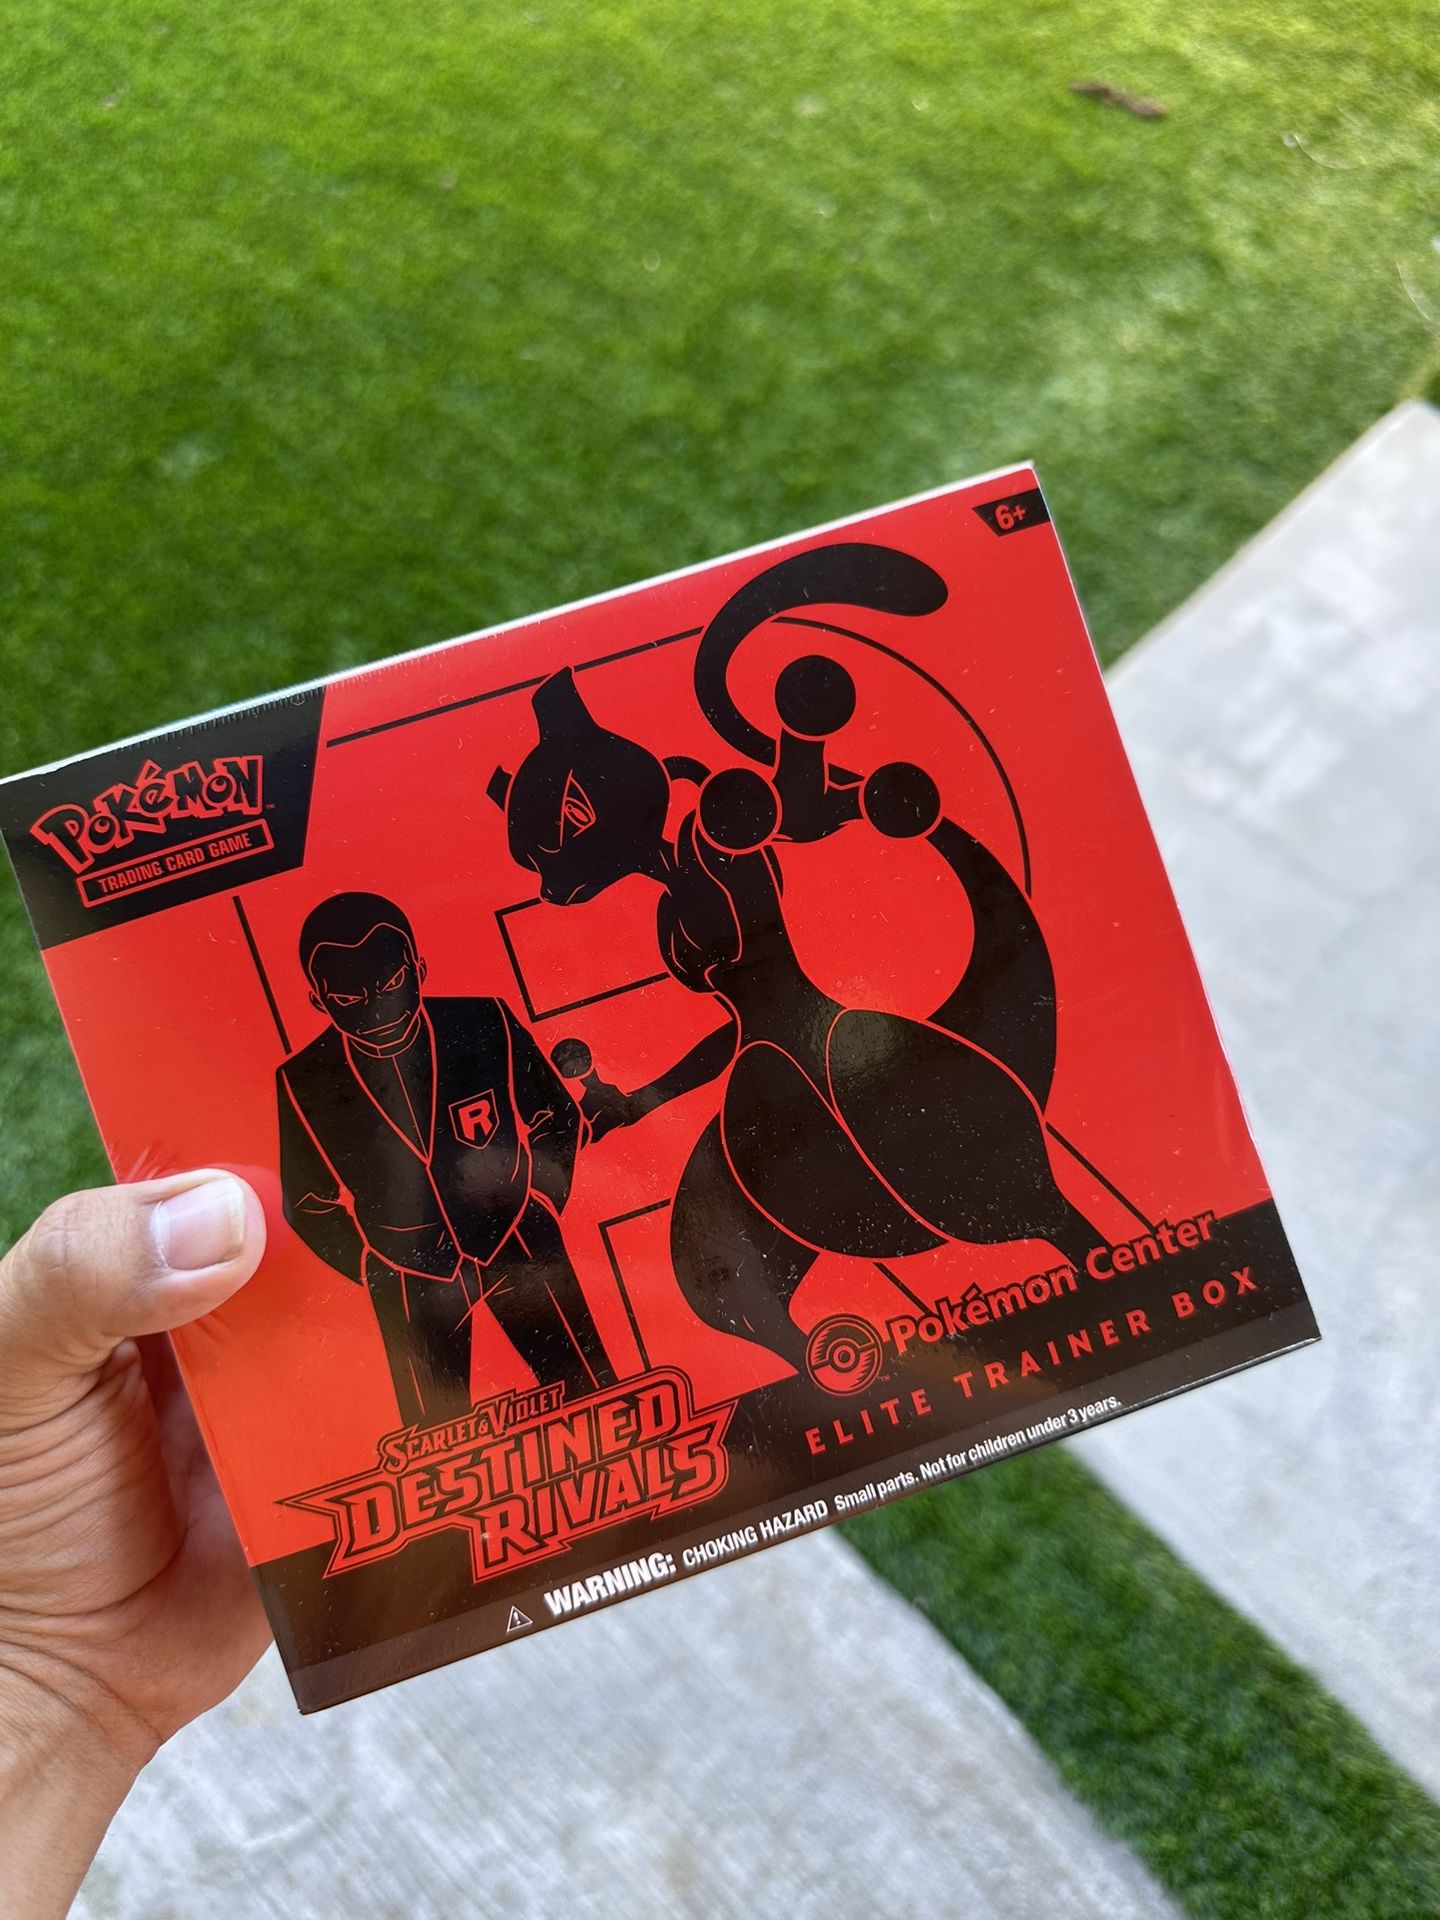 6+
POKéMON™
TRADING CARD GAME
R
Pokémon Center
ELITE TRAINER BOX
SCARLET & VIOLET
DESTINED
RIVALS
WARNING: CHOKING HAZARD Small parts. Not for children under 3 years.